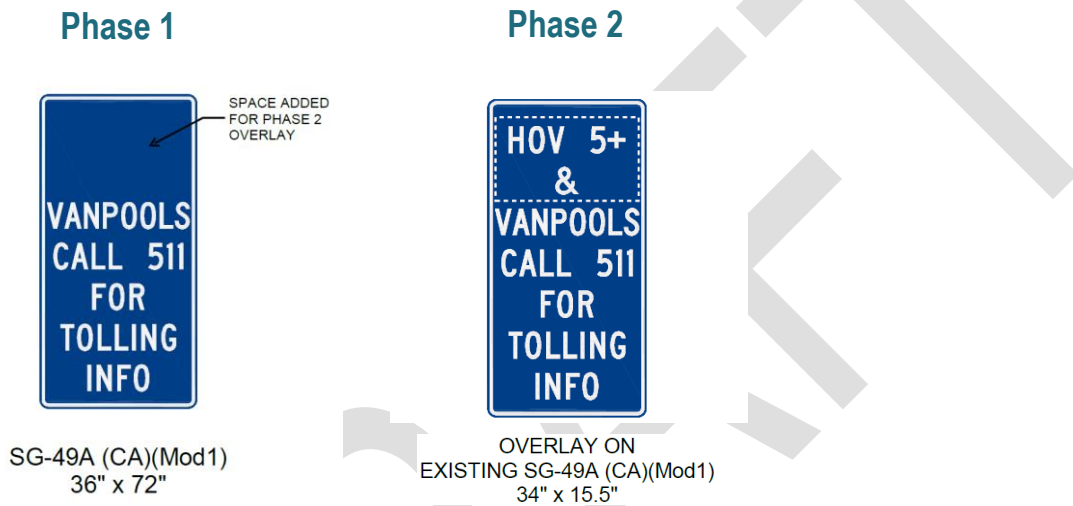 Phase 1
SPACE ADDED
FOR PHASE 2
OVERLAY
VANPOOLS
CALL 511
FOR
TOLLING
INFO
SG-49A (CA)(Mod1)
36" x 72"
Phase 2
HOV 5+
&
VANPOOLS
CALL 511
FOR
TOLLING
INFO
OVERLAY ON
EXISTING SG-49A (CA)(Mod1)
34" x 15.5"